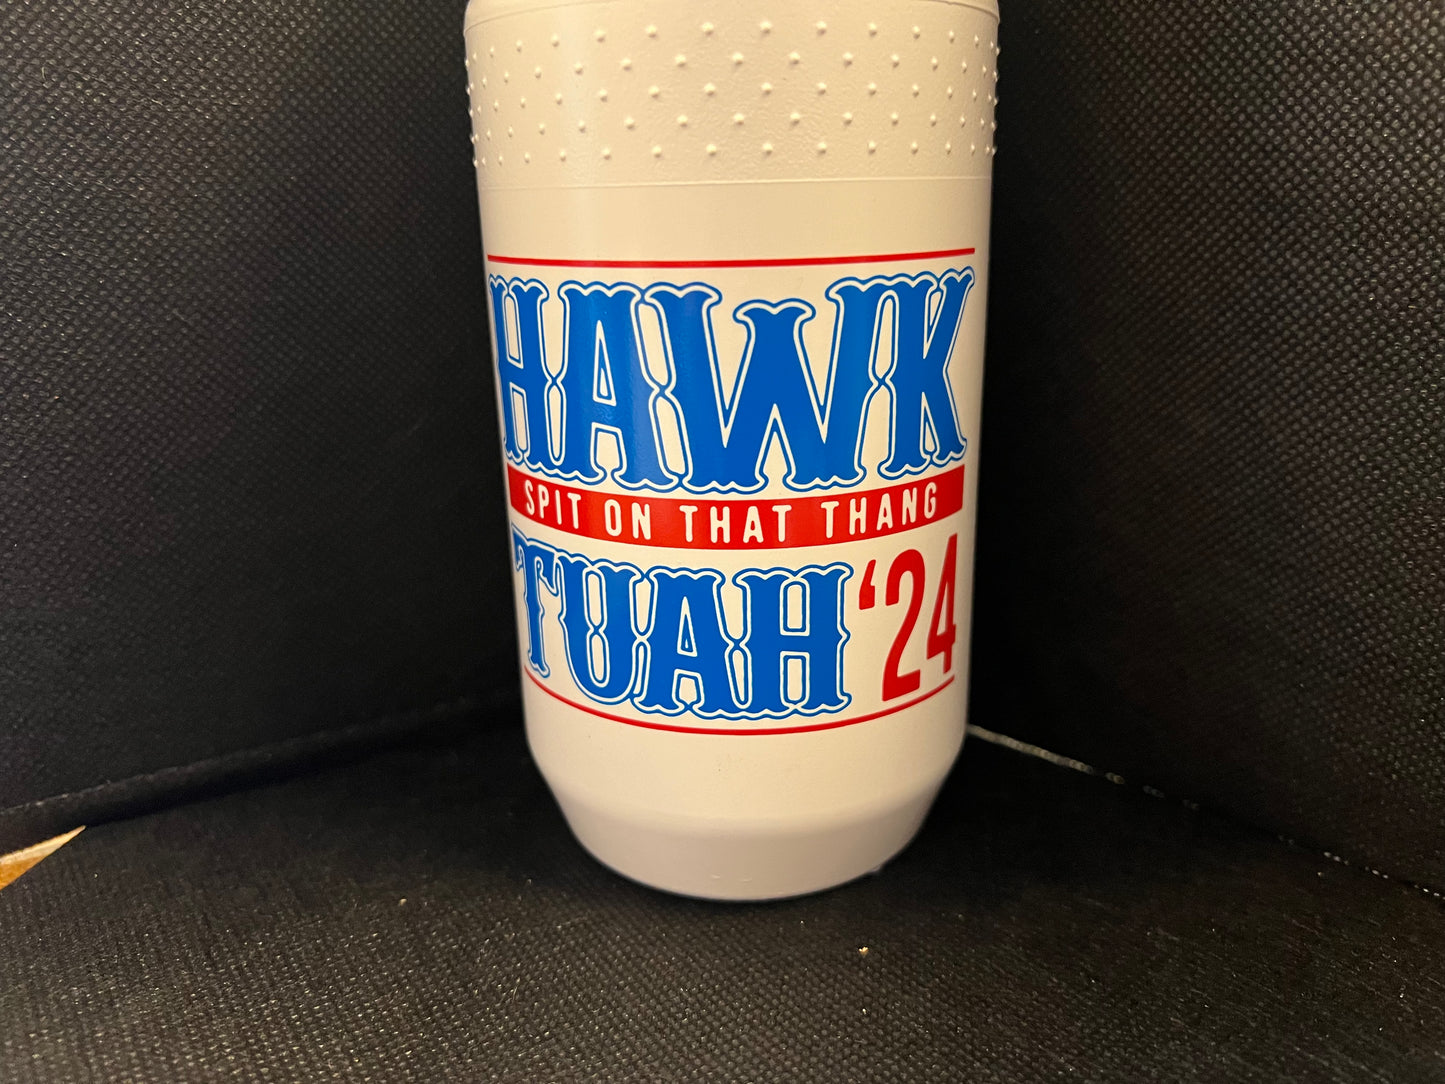 HAWK
SPIT ON THAT THANG
TUAH ‘24